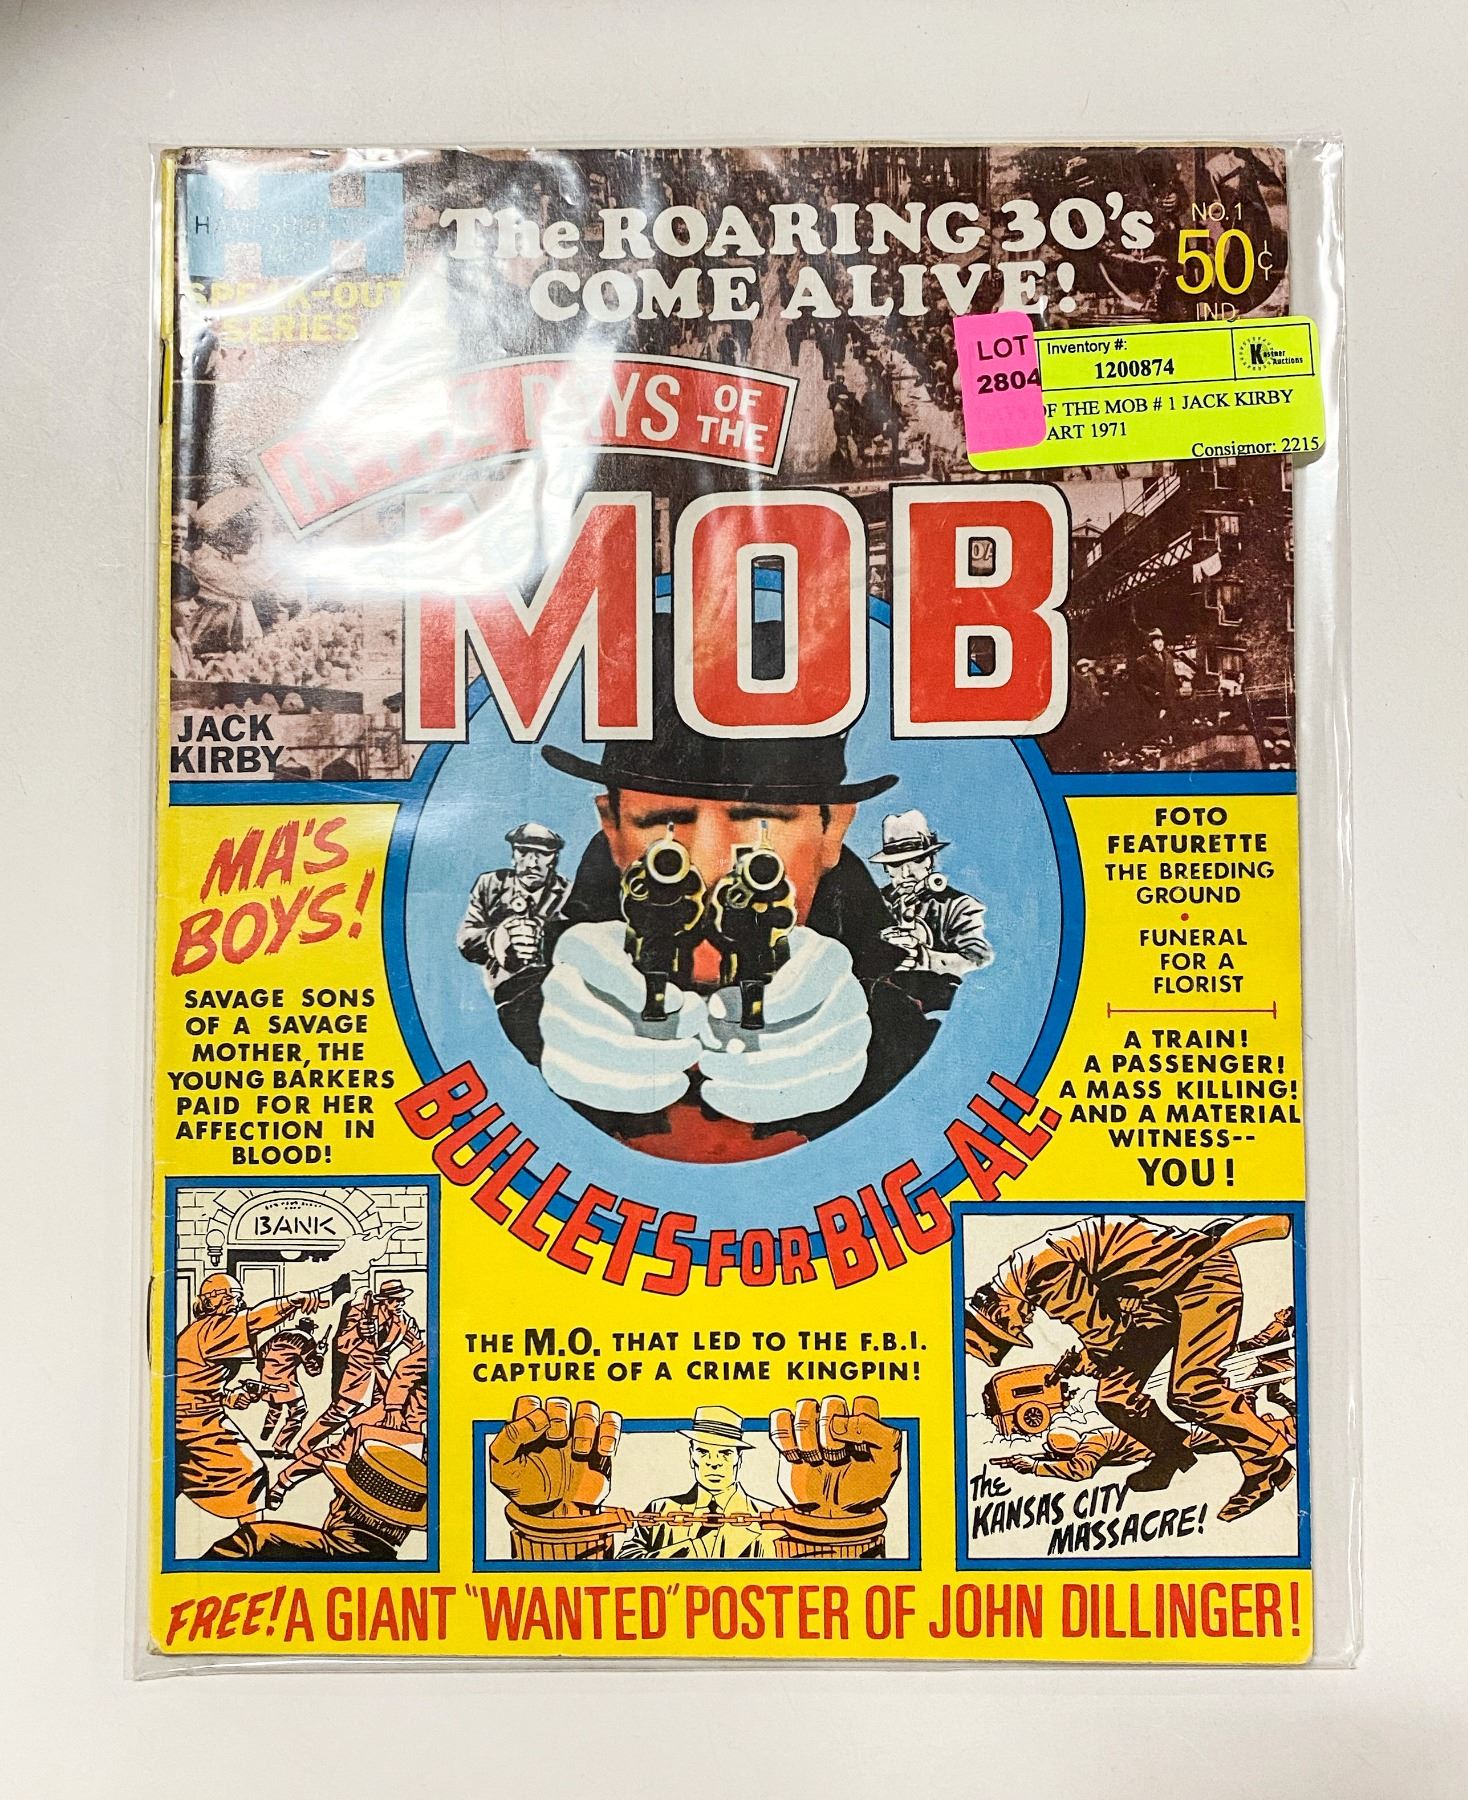 The ROARING 30's
COME ALIVE!
NO.1
50¢
IND.
SPEAK-OUT
SERIES
LOT
2804
Inventory #:
1200874
Kastner
Auctions
OF THE MOB # 1 JACK KIRBY
ART 1971
Consignor: 2215
IN THE DAYS OF
THE
MOB
JACK
KIRBY
MA'S
BOYS!
SAVAGE SONS
OF A SAVAGE
MOTHER, THE
YOUNG BARKERS
PAID FOR HER
AFFECTION IN
BLOOD!
FOTO
FEATURETTE
THE BREEDING
GROUND
•
FUNERAL
FOR A
FLORIST
A TRAIN!
A PASSENGER!
A MASS KILLING!
AND A MATERIAL
WITNESS--
YOU!
BULLETS FOR BIG AL!
BANK
THE M.O. THAT LED TO THE F.B.I.
CAPTURE OF A CRIME KINGPIN!
The
KANSAS CITY
MASSACRE!
FREE! A GIANT "WANTED" POSTER OF JOHN DILLINGER!